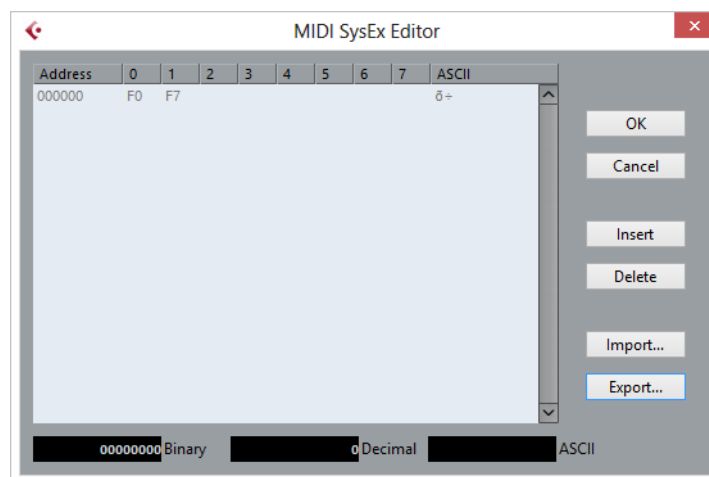 MIDI SysEx Editor
Address 0 1 2 3 4 5 6 7 ASCII
000000 F0 F7 ð÷
OK
Cancel
Insert
Delete
Import...
Export...
00000000 Binary 0 Decimal ASCII